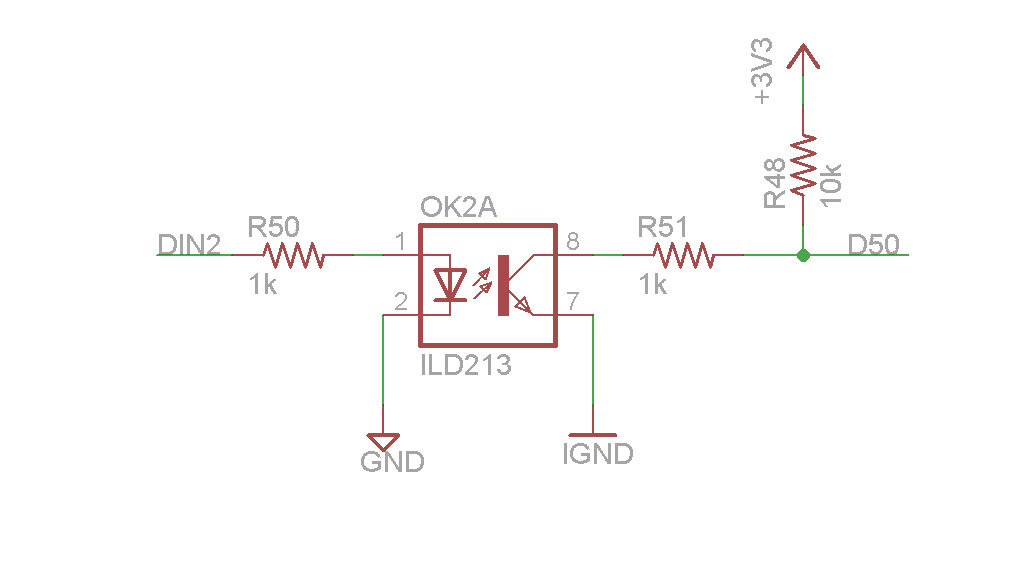 +3V3
R48
10k
OK2A
DIN2
R50
1k
1
2
8
7
R51
1k
D50
ILD213
GND
IGND